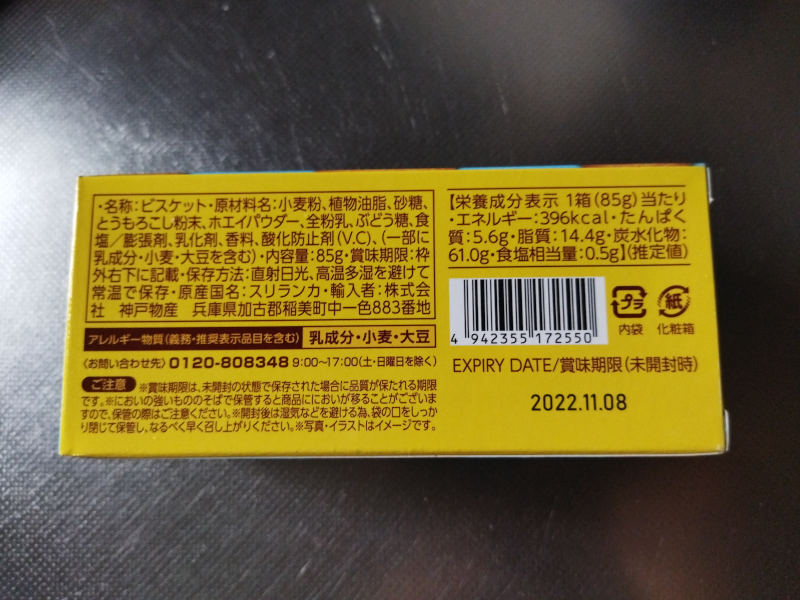 ・名称：ビスケット・原材料名：小麦粉、植物油脂、砂糖、
とうもろこし粉末、ホエイパウダー、全粉乳、ぶどう糖、食
塩／膨張剤、乳化剤、香料、酸化防止剤(V.C)、(一部に
乳成分・小麦・大豆を含む)・内容量：85g・賞味期限：枠
外右下に記載・保存方法：直射日光、高温多湿を避けて
常温で保存・原産国名：スリランカ・輸入者：株式会
社 神戸物産 兵庫県加古郡稲美町中一色883番地
アレルギー物質(義務・推奨表示品目を含む) 乳成分・小麦・大豆
〈お問い合わせ先〉0120-808348 9:00〜17:00(土・日曜日を除く)
ご注意 ※賞味期限は、未開封の状態で保存された場合に品質が保たれる期限
です。※においの強いもののそばで保管すると商品ににおいが移ることがございま
すので、保管の際はご注意ください。※開封後は湿気などを避ける為、袋の口をしっか
り閉じて保管し、なるべく早く召し上がりください。※写真・イラストはイメージです。
【栄養成分表示 1箱(85g)当たり
・エネルギー：396kcal・たんぱく
質：5.6g・脂質：14.4g・炭水化物：
61.0g・食塩相当量：0.5g】(推定値)
4 942355 172550
プラ
内袋
紙
化粧箱
EXPIRY DATE/賞味期限(未開封時)
2022.11.08